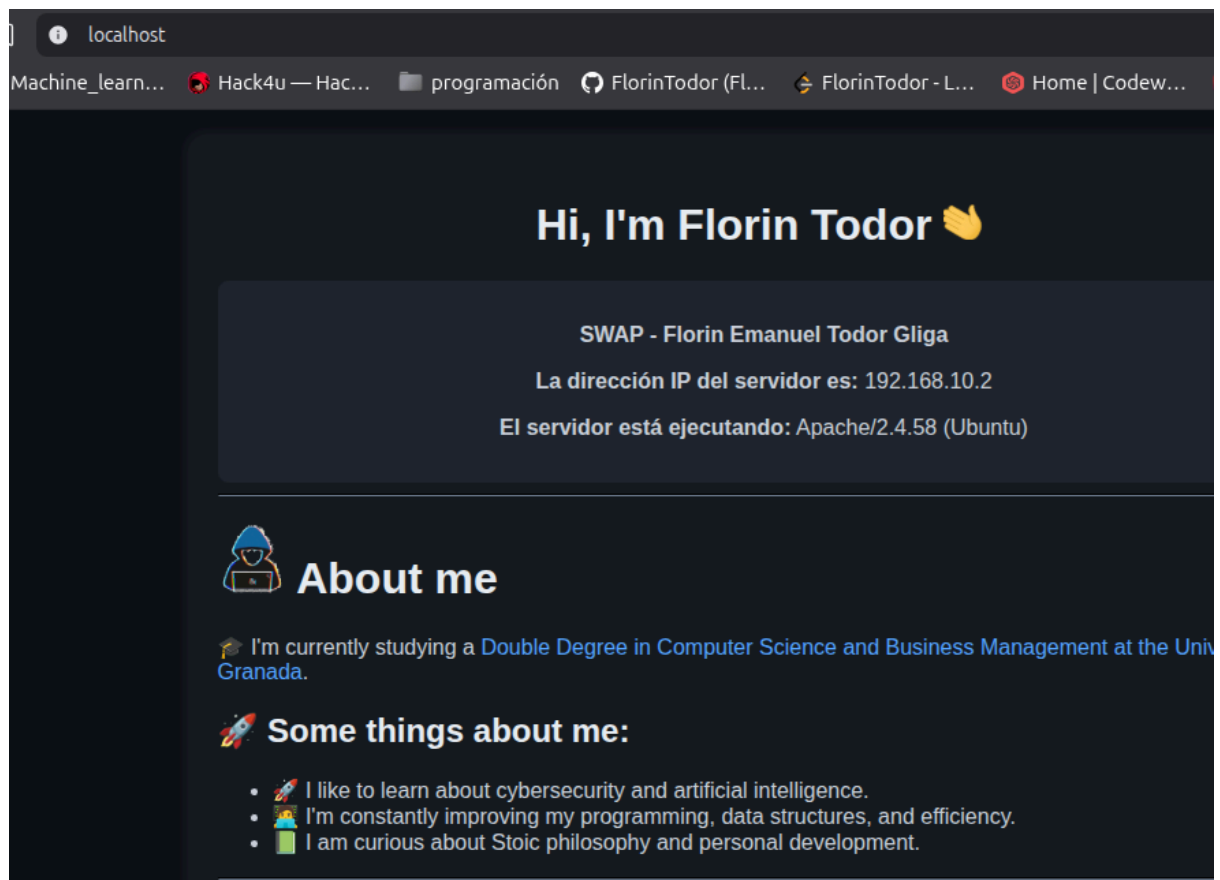 localhost
Machine_learn... Hack4u — Hac... programación FlorinTodor (Fl... FlorinTodor - L... Home | Codew...
Hi, I'm Florin Todor 👋
SWAP - Florin Emanuel Todor Gliga
La dirección IP del servidor es: 192.168.10.2
El servidor está ejecutando: Apache/2.4.58 (Ubuntu)
About me
🎓 I'm currently studying a Double Degree in Computer Science and Business Management at the Univ
Granada.
🚀 Some things about me:
• 🚀 I like to learn about cybersecurity and artificial intelligence.
• 🧑‍💻 I'm constantly improving my programming, data structures, and efficiency.
• 📗 I am curious about Stoic philosophy and personal development.